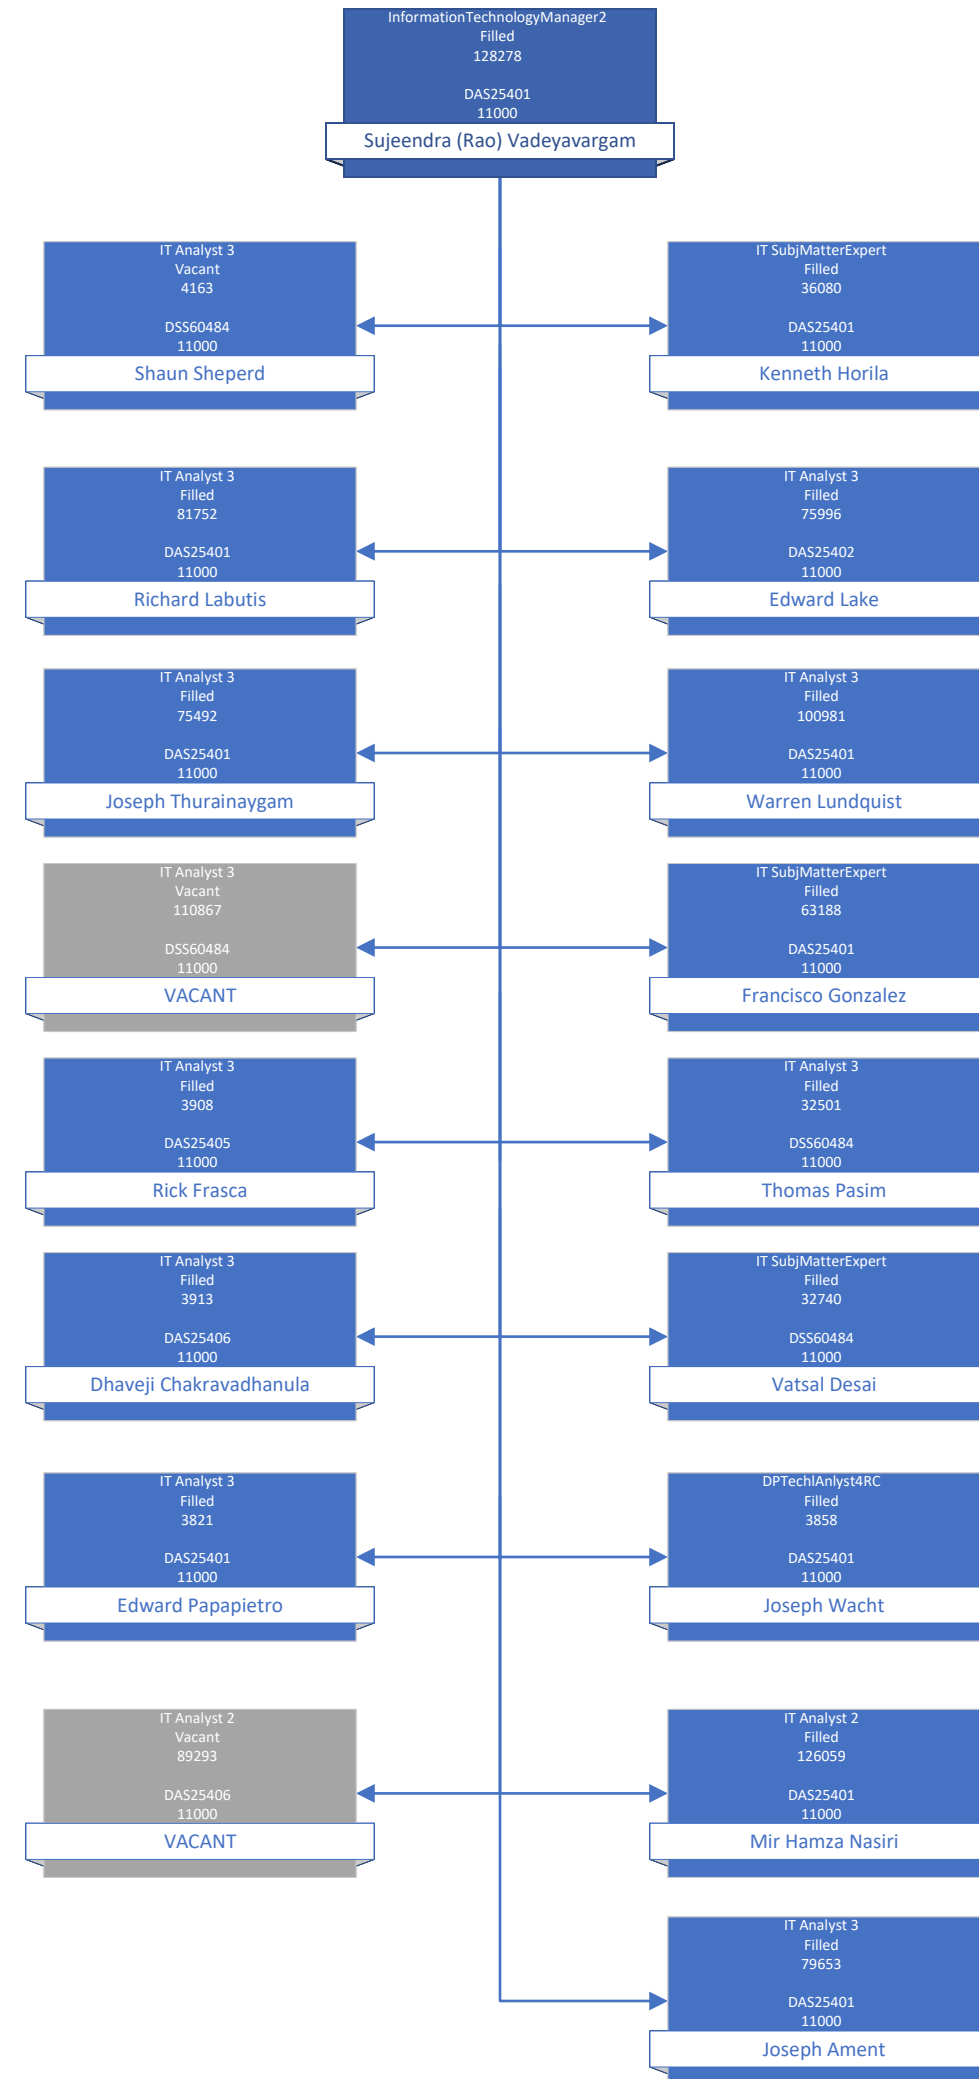 InformationTechnologyManager2
Filled
128278
DAS25401
11000
Sujeendra (Rao) Vadeyavargam
IT Analyst 3
Vacant
4163
DSS60484
11000
Shaun Sheperd
IT SubjMatterExpert
Filled
36080
DAS25401
11000
Kenneth Horila
IT Analyst 3
Filled
81752
DAS25401
11000
Richard Labutis
IT Analyst 3
Filled
75996
DAS25402
11000
Edward Lake
IT Analyst 3
Filled
75492
DAS25401
11000
Joseph Thurainaygam
IT Analyst 3
Filled
100981
DAS25401
11000
Warren Lundquist
IT Analyst 3
Vacant
110867
DSS60484
11000
VACANT
IT SubjMatterExpert
Filled
63188
DAS25401
11000
Francisco Gonzalez
IT Analyst 3
Filled
3908
DAS25405
11000
Rick Frasca
IT Analyst 3
Filled
32501
DSS60484
11000
Thomas Pasim
IT Analyst 3
Filled
3913
DAS25406
11000
Dhaveji Chakravadhanula
IT SubjMatterExpert
Filled
32740
DSS60484
11000
Vatsal Desai
IT Analyst 3
Filled
3821
DAS25401
11000
Edward Papapietro
DPTechlAnlyst4RC
Filled
3858
DAS25401
11000
Joseph Wacht
IT Analyst 2
Vacant
89293
DAS25406
11000
VACANT
IT Analyst 2
Filled
126059
DAS25401
11000
Mir Hamza Nasiri
IT Analyst 3
Filled
79653
DAS25401
11000
Joseph Ament